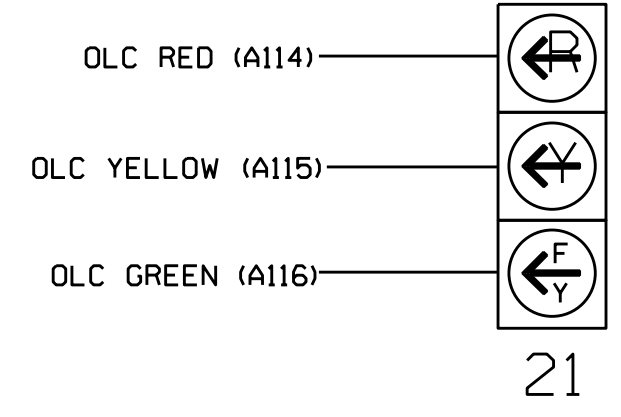 OLC RED (A114)
R
OLC YELLOW (A115)
Y
OLC GREEN (A116)
F
Y
21